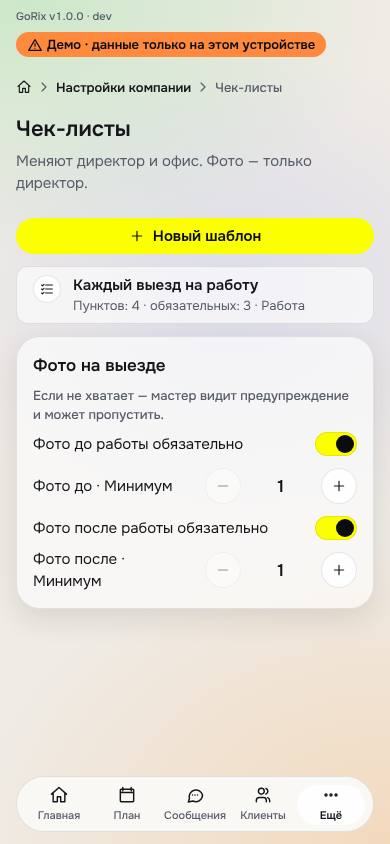 GoRix v1.0.0 · dev
Демо · данные только на этом устройстве
Настройки компании Чек-листы
Чек-листы
Меняют директор и офис. Фото — только
директор.
+ Новый шаблон
Каждый выезд на работу
Пунктов: 4 · обязательных: 3 · Работа
Фото на выезде
Если не хватает — мастер видит предупреждение
и может пропустить.
Фото до работы обязательно
Фото до · Минимум − 1 +
Фото после работы обязательно
Фото после ·
Минимум − 1 +
Главная План Сообщения Клиенты Ещё